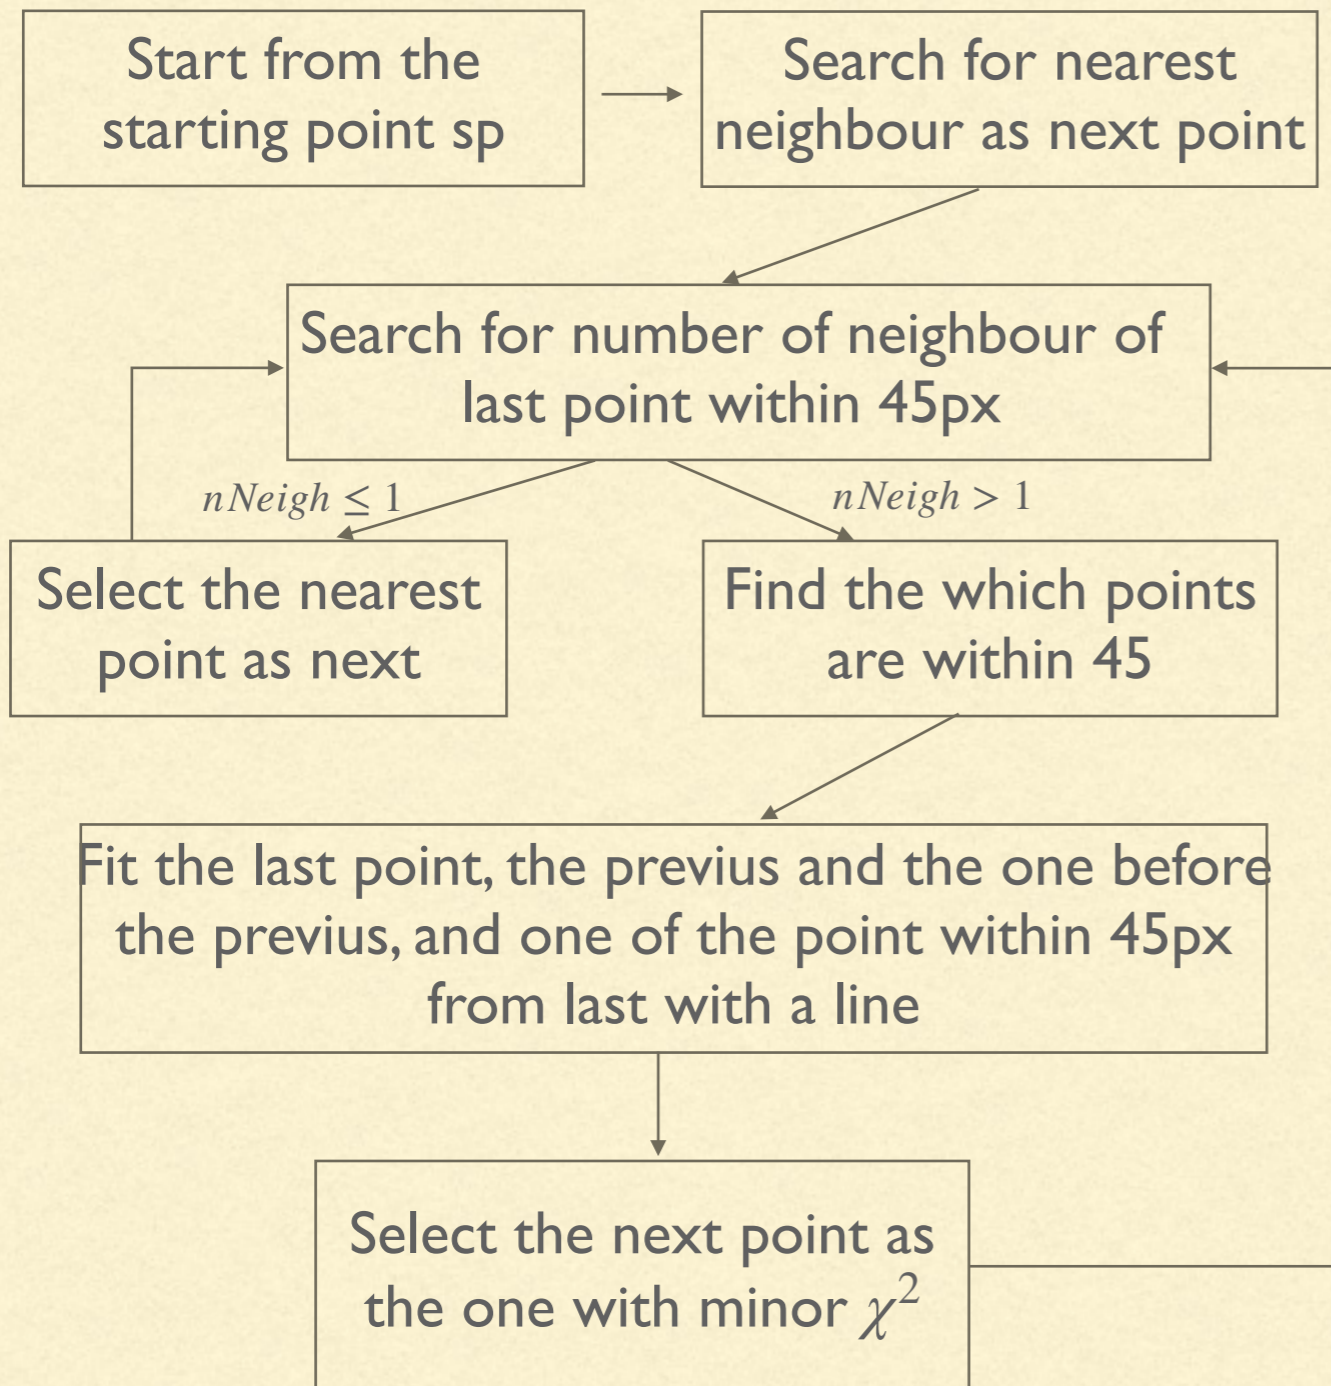 Start from the
starting point sp
Search for nearest
neighbour as next point
Search for number of neighbour of
last point within 45px
nNeigh ≤ 1
nNeigh > 1
Select the nearest
point as next
Find the which points
are within 45
Fit the last point, the previus and the one before
the previus, and one of the point within 45px
from last with a line
Select the next point as
the one with minor χ²